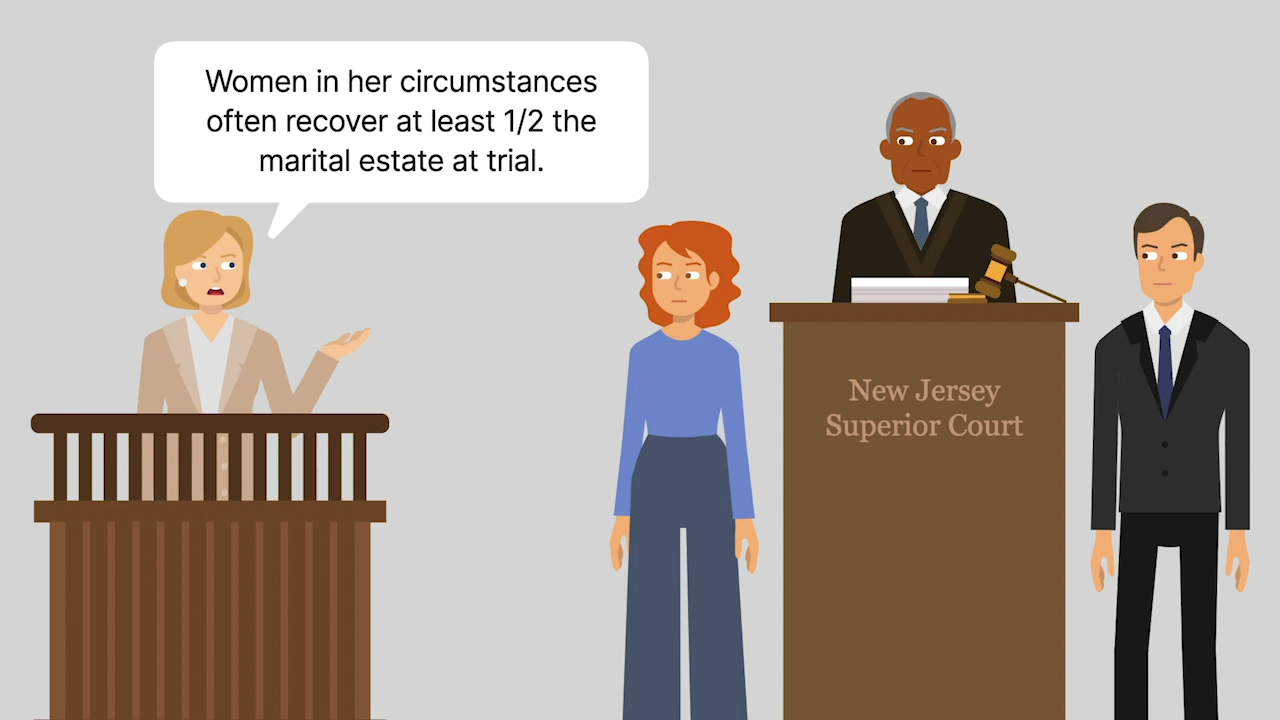 Women in her circumstances
often recover at least 1/2 the
marital estate at trial.
New Jersey
Superior Court